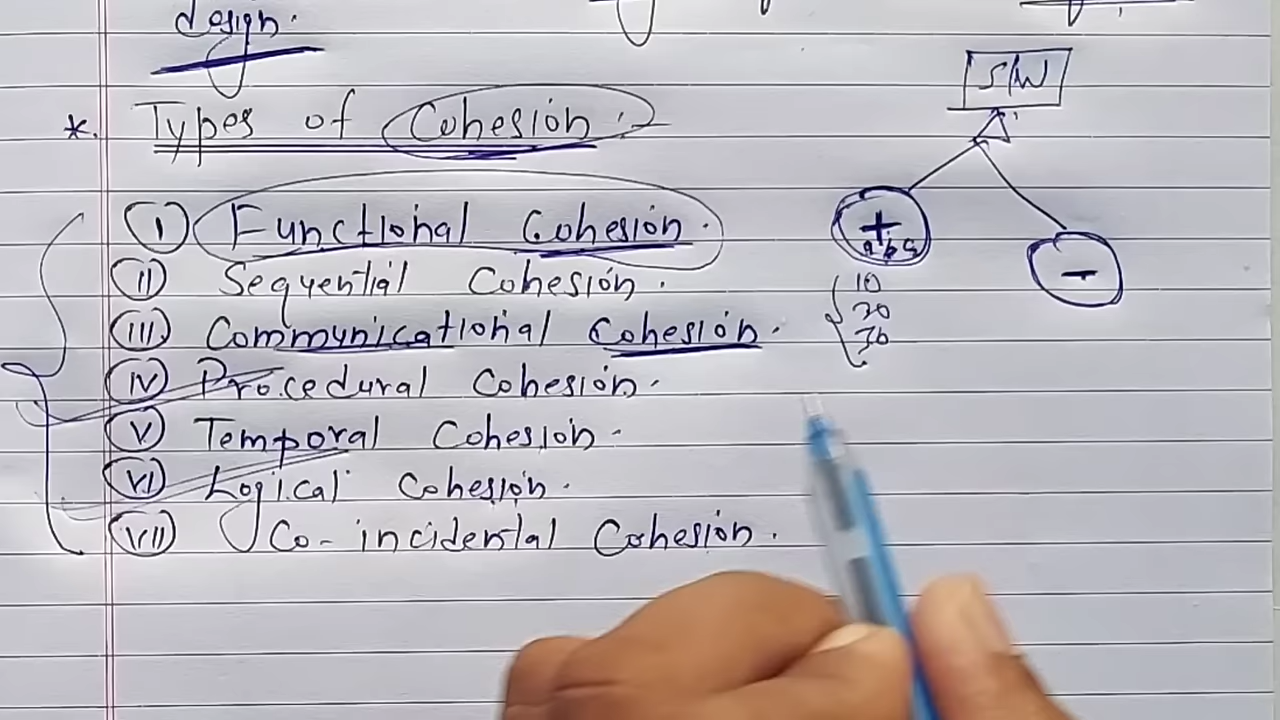 design.
*. Types of Cohesion :-
I) Functional Cohesion.
II) Sequential Cohesion.
III) Communicational Cohesion.
IV) Procedural Cohesion.
V) Temporal Cohesion.
VI) Logical Cohesion.
VII) Co-incidental Cohesion.
S/W
+
-
10
20
30